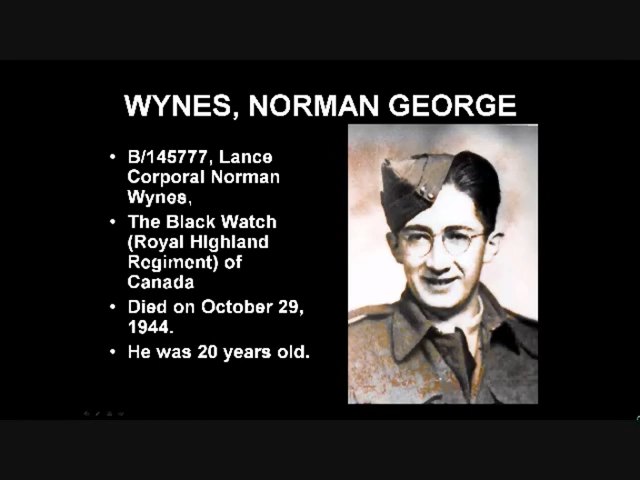 WYNES, NORMAN GEORGE
• B/145777, Lance
Corporal Norman
Wynes,
• The Black Watch
(Royal Highland
Regiment) of
Canada
• Died on October 29,
1944.
• He was 20 years old.